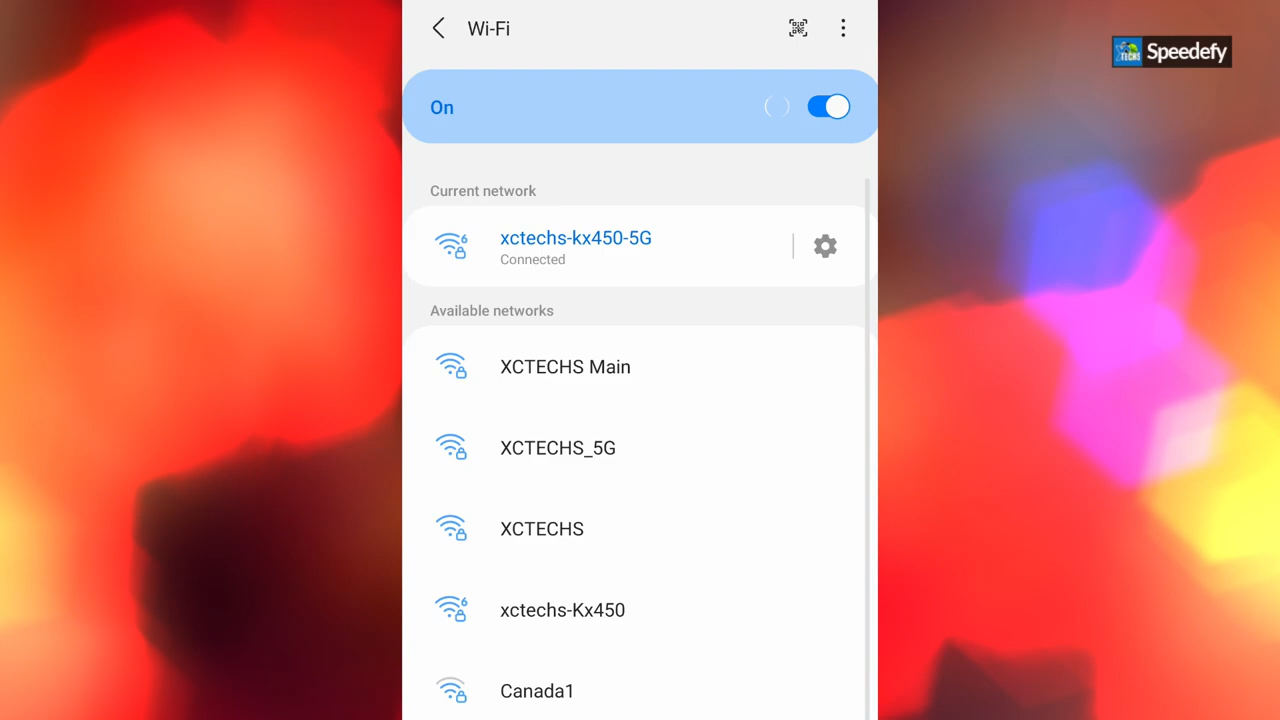 Wi-Fi
XTECHS Speedefy
On
Current network
xctechs-kx450-5G
Connected
Available networks
XCTECHS Main
XCTECHS_5G
XCTECHS
xctechs-Kx450
Canada1